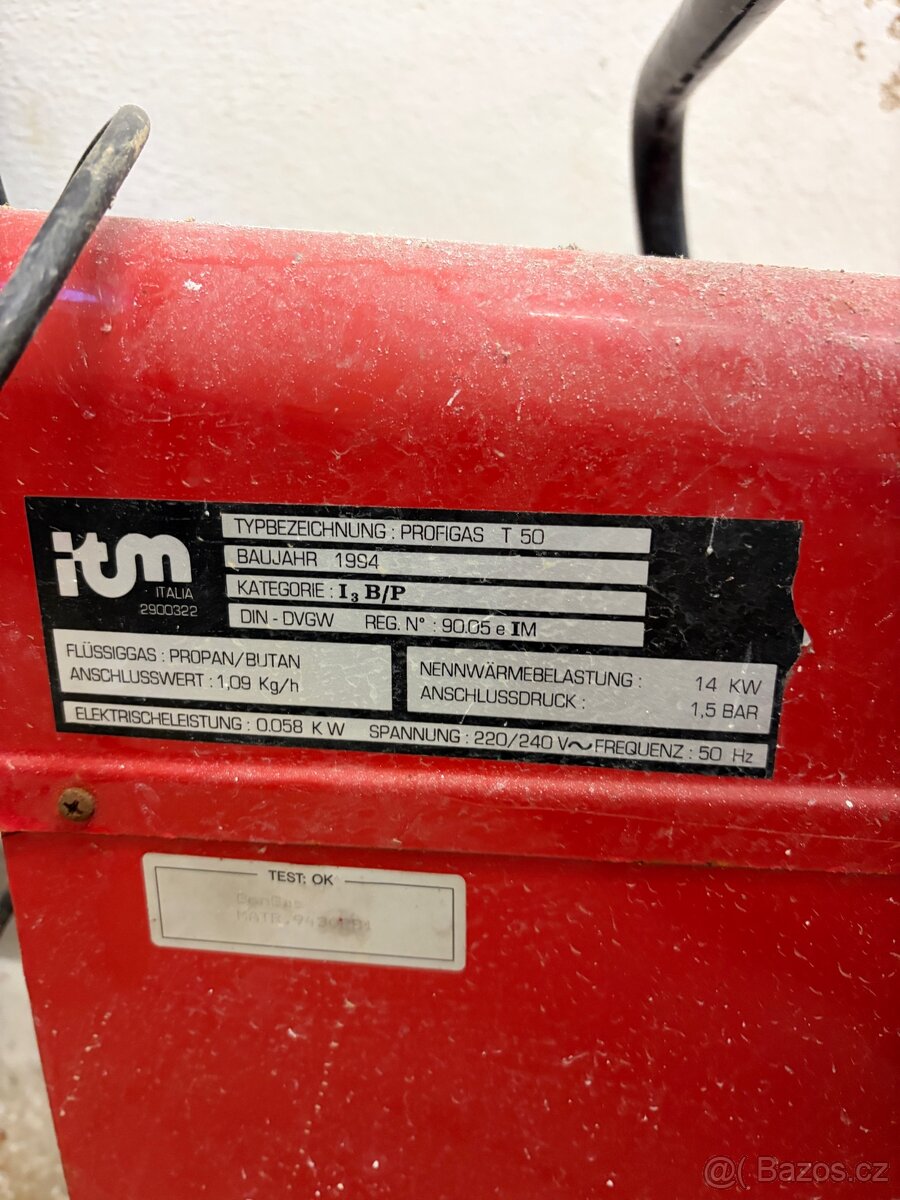 itm
ITALIA
2900322
TYPBEZEICHNUNG : PROFIGAS T 50
BAUJAHR 1994
KATEGORIE : I₃ B/P
DIN - DVGW REG. N° : 90.05 e IM
FLÜSSIGGAS : PROPAN/BUTAN
ANSCHLUSSWERT : 1,09 Kg/h
NENNWÄRMEBELASTUNG : 14 KW
ANSCHLUSSDRUCK : 1,5 BAR
ELEKTRISCHELEISTUNG : 0.058 KW SPANNUNG : 220/240 V~ FREQUENZ : 50 Hz
TEST: OK
@( Bazos.cz